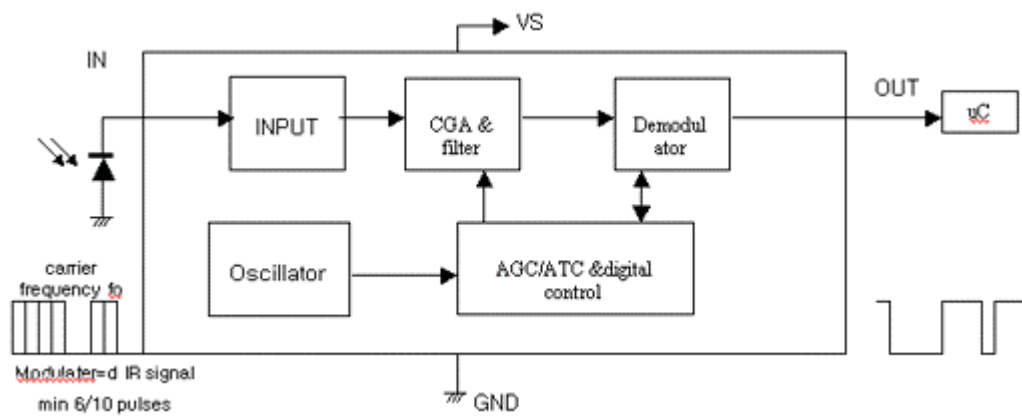 VS
IN
OUT
INPUT
CGA &
filter
Demodul
ator
uC
Oscillator
AGC/ATC &digital
control
carrier
frequency fo
Modulater=d IR signal
min 6/10 pulses
GND